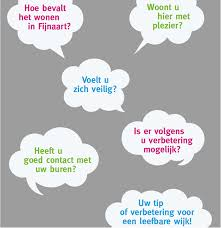 Hoe bevalt
het wonen
in Fijnaart?
Woont u
hier met
plezier?
Voelt u
zich veilig?
Is er volgens
u verbetering
mogelijk?
Heeft u
goed contact met
uw buren?
Uw tip
of verbetering voor
een leefbare wijk!